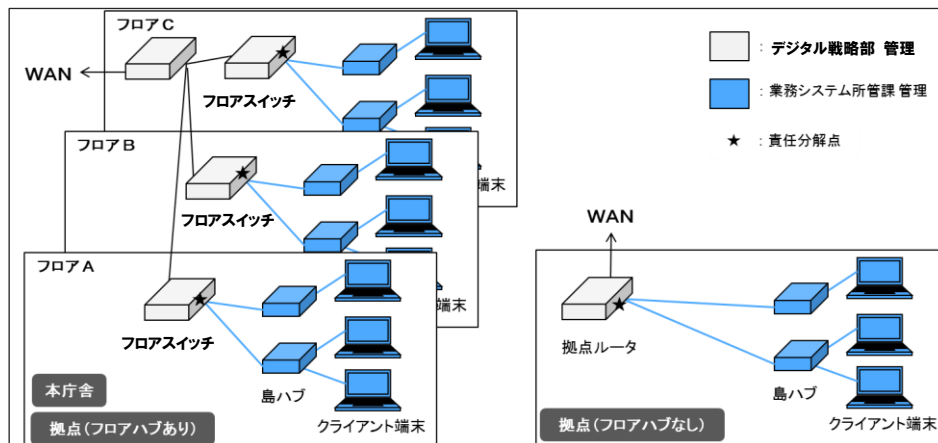 フロアC
WAN
フロアスイッチ
フロアB
フロアスイッチ
端末
フロアA
フロアスイッチ
端末
島ハブ
クライアント端末
本庁舎
拠点(フロアハブあり)
：デジタル戦略部 管理
：業務システム所管課 管理
★ ：責任分解点
WAN
拠点ルータ
島ハブ
クライアント端末
拠点(フロアハブなし)